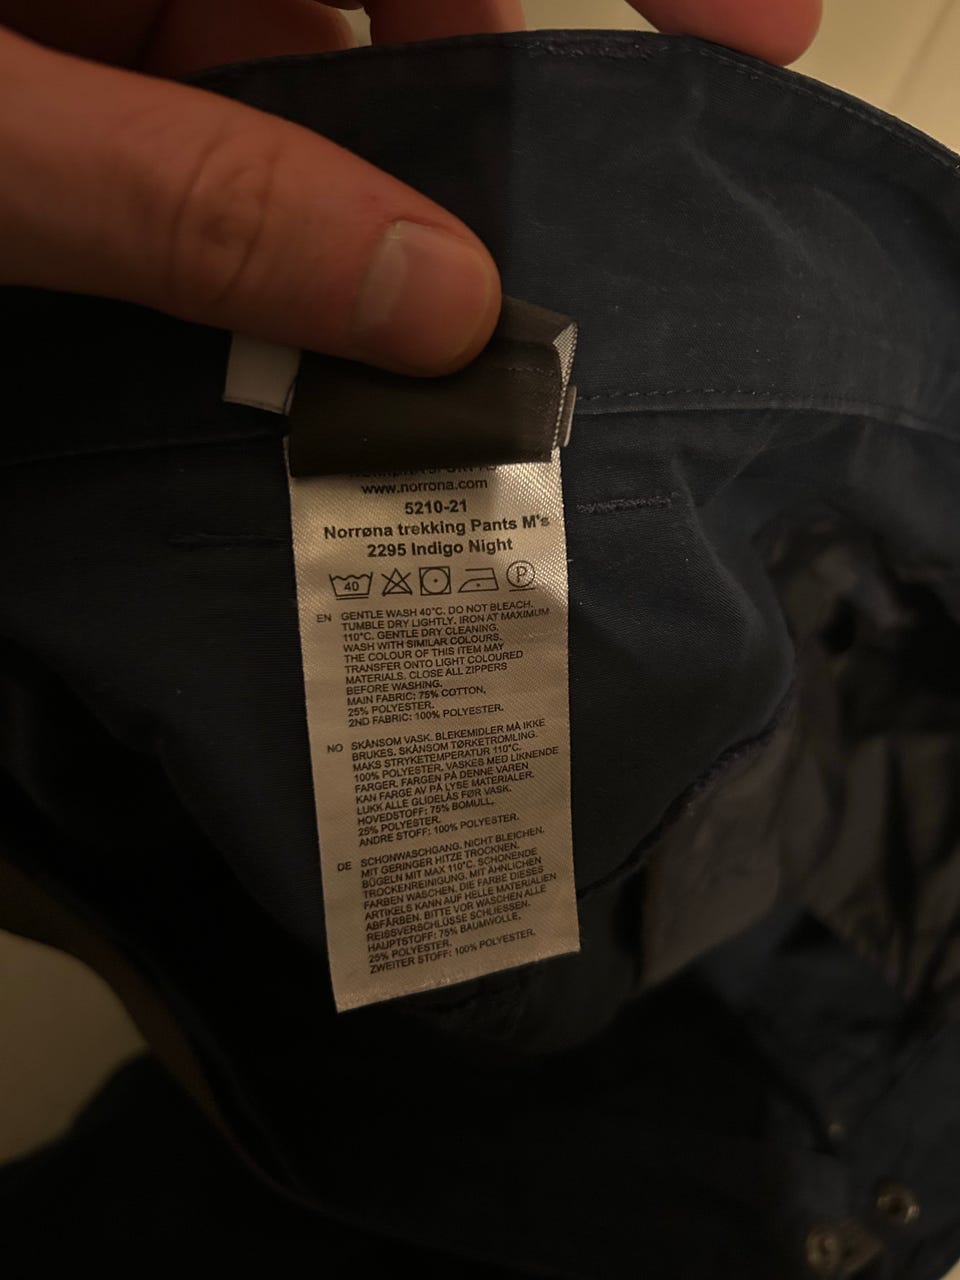 www.norrona.com
5210-21
Norrøna trekking Pants M's
2295 Indigo Night
40 P
EN GENTLE WASH 40°C. DO NOT BLEACH.
TUMBLE DRY LIGHTLY. IRON AT MAXIMUM
110°C. GENTLE DRY CLEANING.
WASH WITH SIMILAR COLOURS.
THE COLOUR OF THIS ITEM MAY
TRANSFER ONTO LIGHT COLOURED
MATERIALS. CLOSE ALL ZIPPERS
BEFORE WASHING.
MAIN FABRIC: 75% COTTON,
25% POLYESTER.
2ND FABRIC: 100% POLYESTER.
NO SKÅNSOM VASK. BLEKEMIDLER MÅ IKKE
BRUKES. SKÅNSOM TØRKETROMLING.
MAKS STRYKETEMPERATUR 110°C.
100% POLYESTER. VASKES MED LIKNENDE
FARGER. FARGEN PÅ DENNE VAREN
KAN FARGE AV PÅ LYSE MATERIALER.
LUKK ALLE GLIDELÅS FØR VASK.
HOVEDSTOFF: 75% BOMULL,
25% POLYESTER.
ANDRE STOFF: 100% POLYESTER.
DE SCHONWASCHGANG. NICHT BLEICHEN.
MIT GERINGER HITZE TROCKNEN.
BÜGELN MIT MAX 110°C. SCHONENDE
TROCKENREINIGUNG. MIT ÄHNLICHEN
FARBEN WASCHEN. DIE FARBE DIESES
ARTIKELS KANN AUF HELLE MATERIALIEN
ABFÄRBEN. BITTE VOR WASCHEN ALLE
REISSVERSCHLÜSSE SCHLIESSEN.
HAUPTSTOFF: 75% BAUMWOLLE,
25% POLYESTER.
ZWEITER STOFF: 100% POLYESTER.